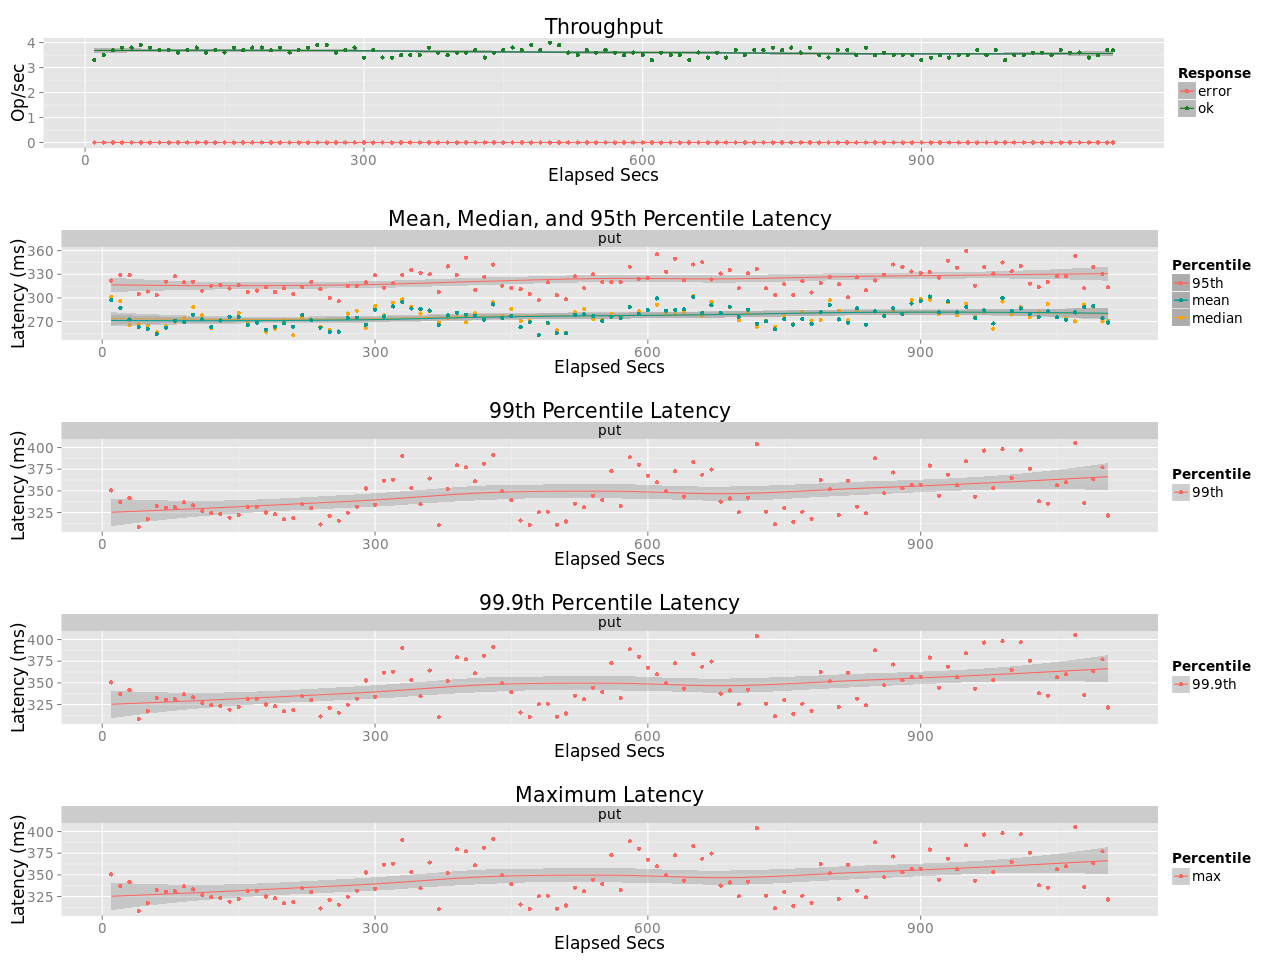 Throughput
Op/sec
4
3
2
1
0
0 300 600 900
Elapsed Secs
Response
error
ok
Mean, Median, and 95th Percentile Latency
put
Latency (ms)
360
330
300
270
0 300 600 900
Elapsed Secs
Percentile
95th
mean
median
99th Percentile Latency
put
Latency (ms)
400
375
350
325
0 300 600 900
Elapsed Secs
Percentile
99th
99.9th Percentile Latency
put
Latency (ms)
400
375
350
325
0 300 600 900
Elapsed Secs
Percentile
99.9th
Maximum Latency
put
Latency (ms)
400
375
350
325
0 300 600 900
Elapsed Secs
Percentile
max